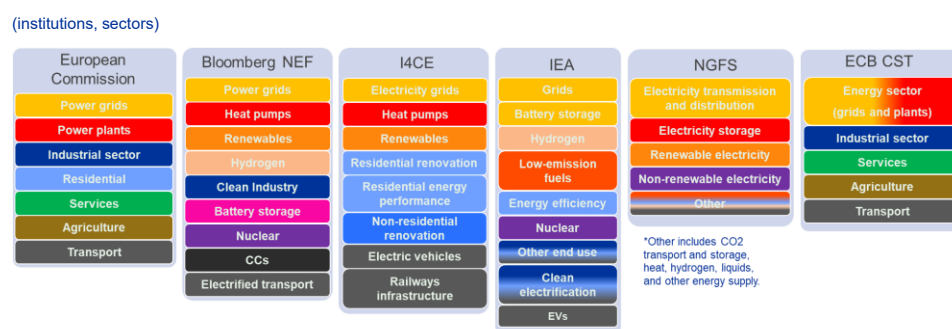 (institutions, sectors)
European
Commission
Power grids
Power plants
Industrial sector
Residential
Services
Agriculture
Transport
Bloomberg NEF
Power grids
Heat pumps
Renewables
Hydrogen
Clean Industry
Battery storage
Nuclear
CCs
Electrified transport
I4CE
Electricity grids
Heat pumps
Renewables
Residential renovation
Residential energy
performance
Non-residential
renovation
Electric vehicles
Railways
infrastructure
IEA
Grids
Battery storage
Hydrogen
Low-emission
fuels
Energy efficiency
Nuclear
Other end use
Clean
electrification
EVs
NGFS
Electricity transmission
and distribution
Electricity storage
Renewable electricity
Non-renewable electricity
Other
*Other includes CO2
transport and storage,
heat, hydrogen, liquids,
and other energy supply.
ECB CST
Energy sector
(grids and plants)
Industrial sector
Services
Agriculture
Transport